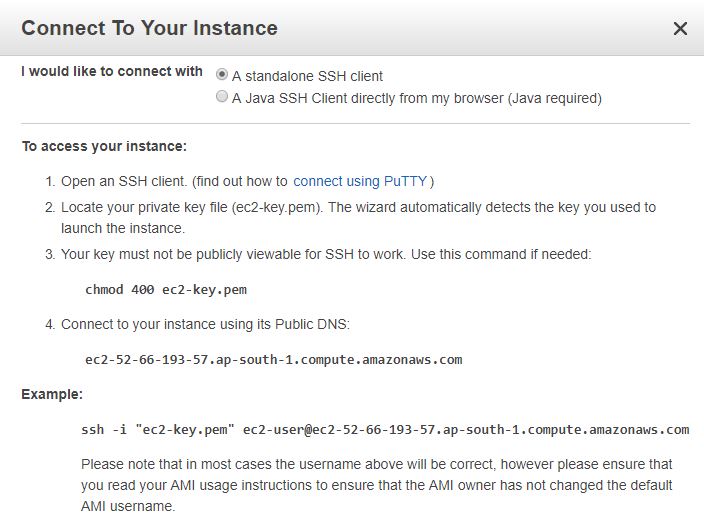 Connect To Your Instance
I would like to connect with
A standalone SSH client
A Java SSH Client directly from my browser (Java required)
To access your instance:
1. Open an SSH client. (find out how to connect using PuTTY )
2. Locate your private key file (ec2-key.pem). The wizard automatically detects the key you used to
launch the instance.
3. Your key must not be publicly viewable for SSH to work. Use this command if needed:
chmod 400 ec2-key.pem
4. Connect to your instance using its Public DNS:
ec2-52-66-193-57.ap-south-1.compute.amazonaws.com
Example:
ssh -i "ec2-key.pem" ec2-user@ec2-52-66-193-57.ap-south-1.compute.amazonaws.com
Please note that in most cases the username above will be correct, however please ensure that
you read your AMI usage instructions to ensure that the AMI owner has not changed the default
AMI username.